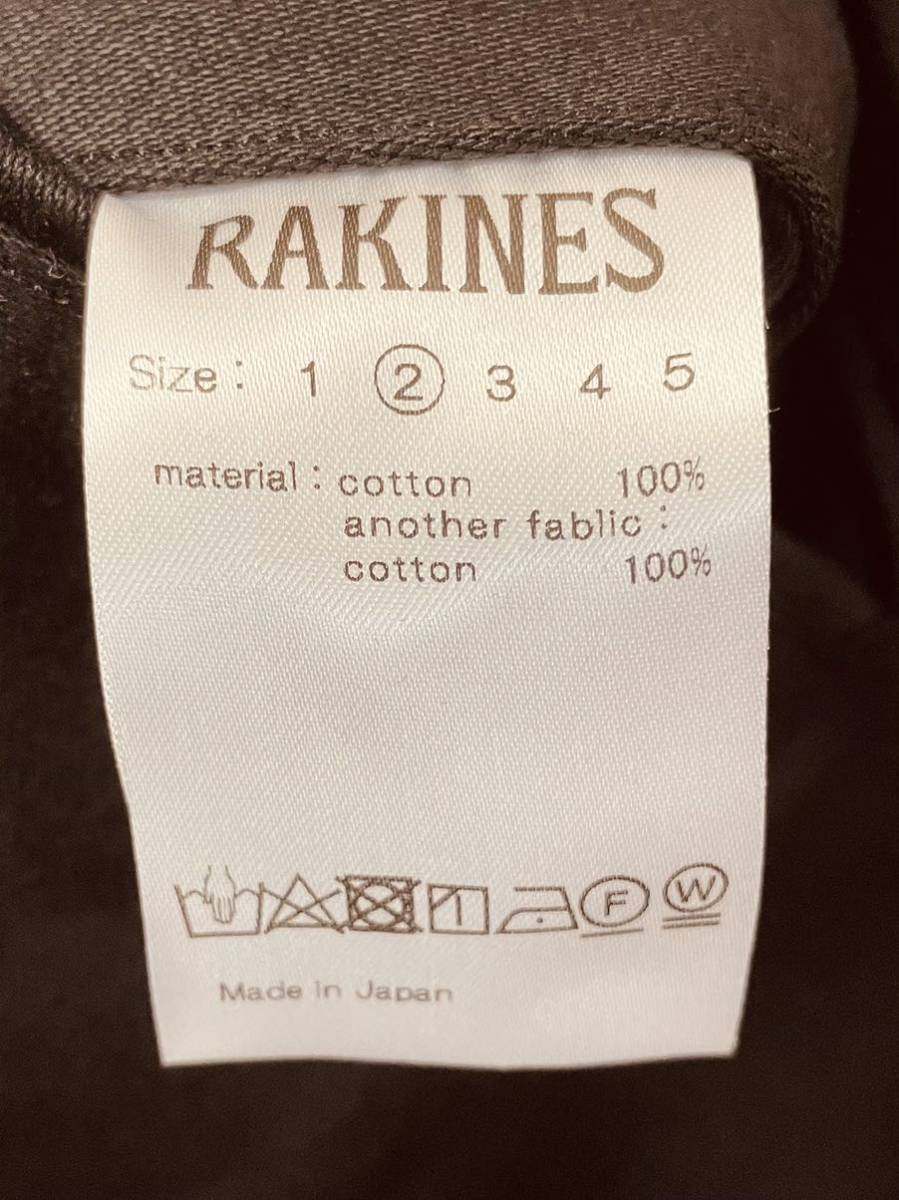 RAKINES
Size : 1 2 3 4 5
material : cotton 100%
another fablic :
cotton 100%
F W
Made in Japan